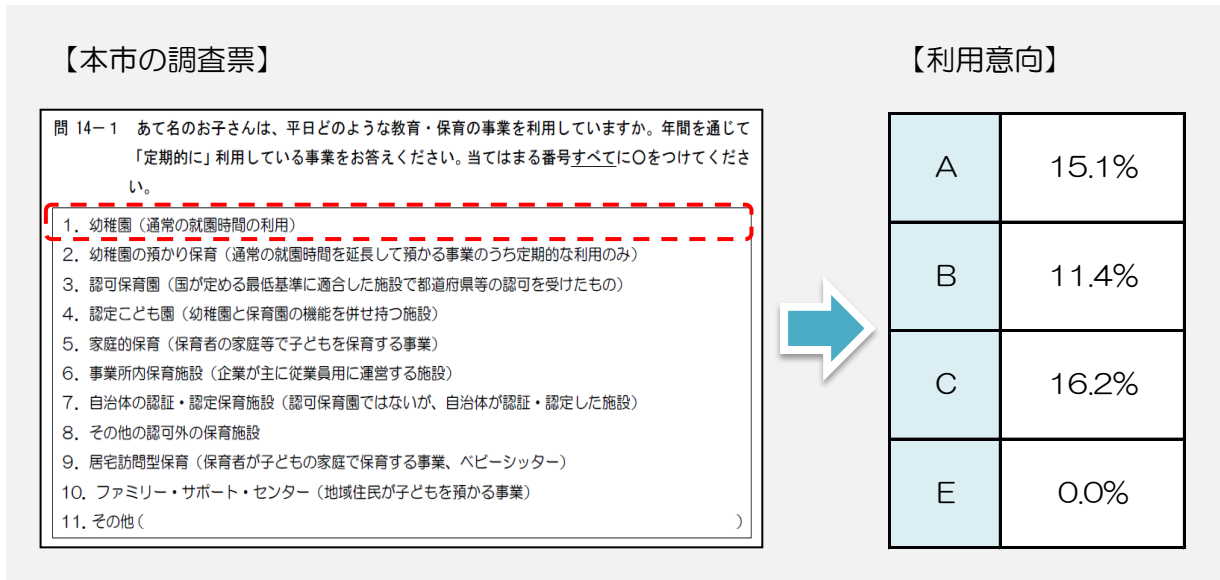 【本市の調査票】
問 14－1　あて名のお子さんは、平日どのような教育・保育の事業を利用していますか。年間を通じて
「定期的に」利用している事業をお答えください。当てはまる番号すべてに○をつけてくださ
い。
1．幼稚園（通常の就園時間の利用）
2．幼稚園の預かり保育（通常の就園時間を延長して預かる事業のうち定期的な利用のみ）
3．認可保育園（国が定める最低基準に適合した施設で都道府県等の認可を受けたもの）
4．認定こども園（幼稚園と保育園の機能を併せ持つ施設）
5．家庭的保育（保育者の家庭等で子どもを保育する事業）
6．事業所内保育施設（企業が主に従業員用に運営する施設）
7．自治体の認証・認定保育施設（認可保育園ではないが、自治体が認証・認定した施設）
8．その他の認可外の保育施設
9．居宅訪問型保育（保育者が子どもの家庭で保育する事業、ベビーシッター）
10．ファミリー・サポート・センター（地域住民が子どもを預かる事業）
11．その他（　　　）
【利用意向】
A 15.1%
B 11.4%
C 16.2%
E 0.0%